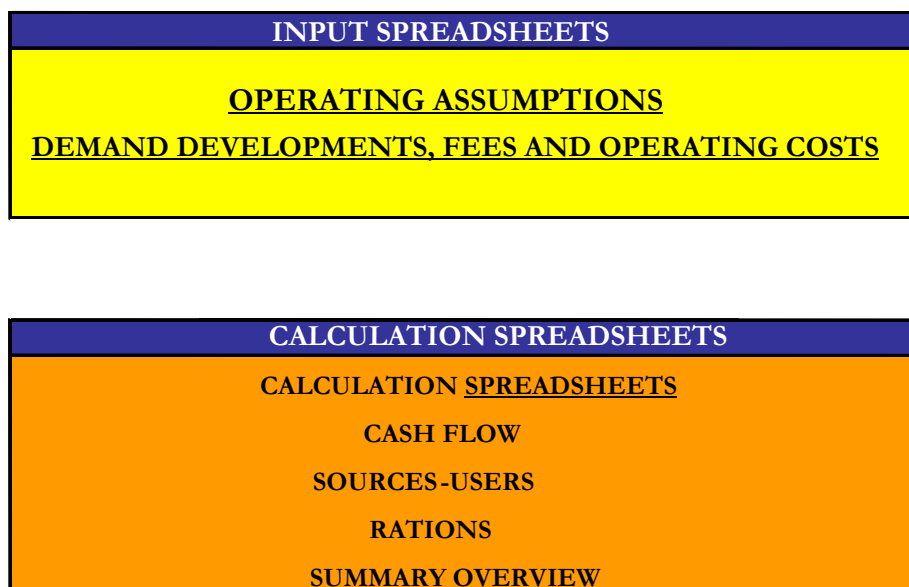 INPUT SPREADSHEETS
OPERATING ASSUMPTIONS
DEMAND DEVELOPMENTS, FEES AND OPERATING COSTS
CALCULATION SPREADSHEETS
CALCULATION SPREADSHEETS
CASH FLOW
SOURCES-USERS
RATIONS
SUMMARY OVERVIEW